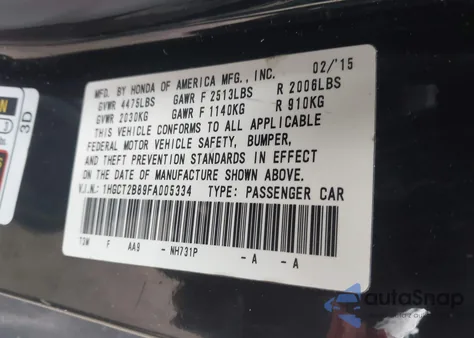 MFD. BY HONDA OF AMERICA MFG., INC. 02/'15
GVWR 4475LBS GAWR F 2513LBS R 2006LBS
GVWR 2030KG GAWR F 1140KG R 910KG
THIS VEHICLE CONFORMS TO ALL APPLICABLE
FEDERAL MOTOR VEHICLE SAFETY, BUMPER,
AND THEFT PREVENTION STANDARDS IN EFFECT
ON THE DATE OF MANUFACTURE SHOWN ABOVE.
V.I.N.: 1HGCT2B89FA005334 TYPE: PASSENGER CAR
F AA9 - NH731P - A - A
3D
autoSnap